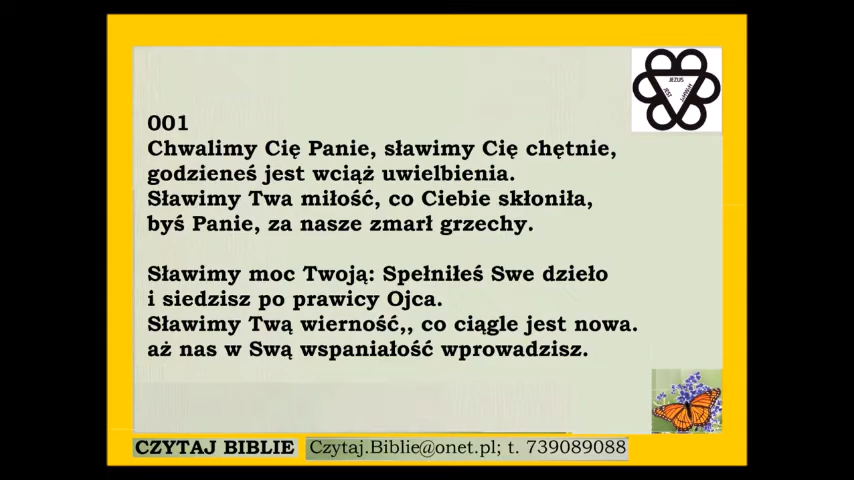 JEZUS
JEST
001
Chwalimy Cię Panie, sławimy Cię chętnie,
godzieneś jest wciąż uwielbienia.
Sławimy Twa miłość, co Ciebie skłoniła,
byś Panie, za nasze zmarł grzechy.
Sławimy moc Twoją: Spełniłeś Swe dzieło
i siedzisz po prawicy Ojca.
Sławimy Twą wierność,, co ciągle jest nowa.
aż nas w Swą wspaniałość wprowadzisz.
CZYTAJ BIBLIE Czytaj.Biblie@onet.pl; t. 739089088